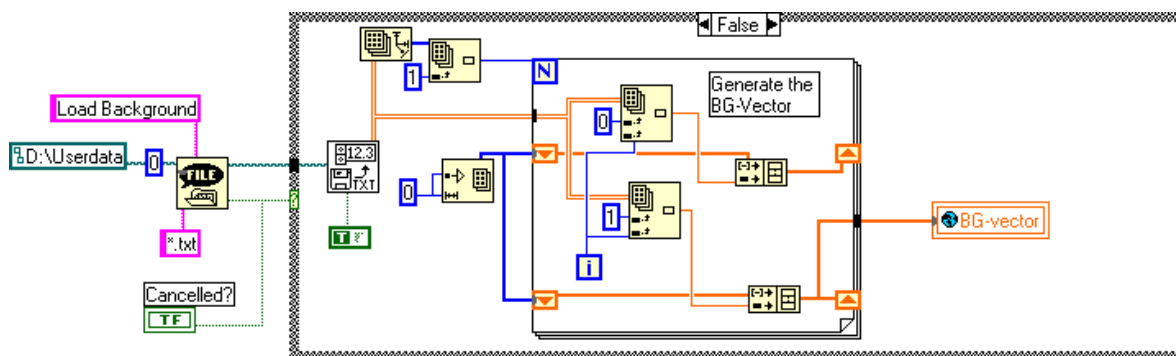 False
1
N
Generate the
BG-Vector
Load Background
D:\Userdata
0
FILE
*.txt
12.3
TXT
0
0
1
i
T
BG-vector
Cancelled?
TF